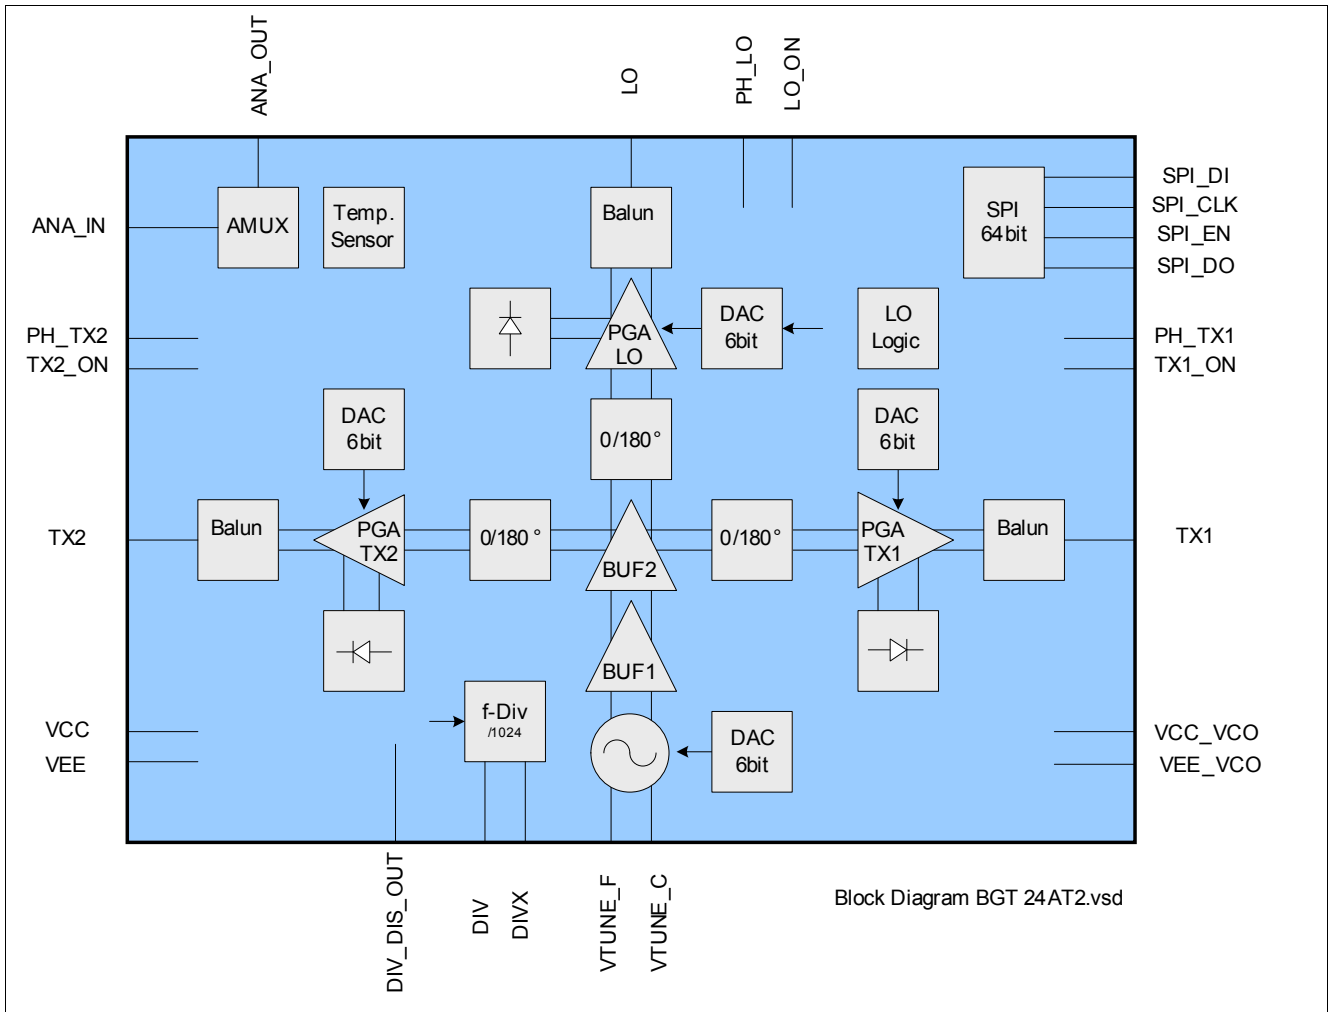 ANA_OUT
LO
PH_LO
LO_ON
SPI_DI
SPI_CLK
SPI_EN
SPI_DO
ANA_IN
AMUX
Temp.
Sensor
Balun
SPI
64bit
PH_TX2
TX2_ON
PGA
LO
DAC
6bit
LO
Logic
PH_TX1
TX1_ON
DAC
6bit
0/180°
DAC
6bit
TX2
Balun
PGA
TX2
0/180°
BUF2
0/180°
PGA
TX1
Balun
TX1
BUF1
VCC
VEE
f-Div
/1024
DAC
6bit
VCC_VCO
VEE_VCO
DIV_DIS_OUT
DIV
DIVX
VTUNE_F
VTUNE_C
Block Diagram BGT 24AT2.vsd